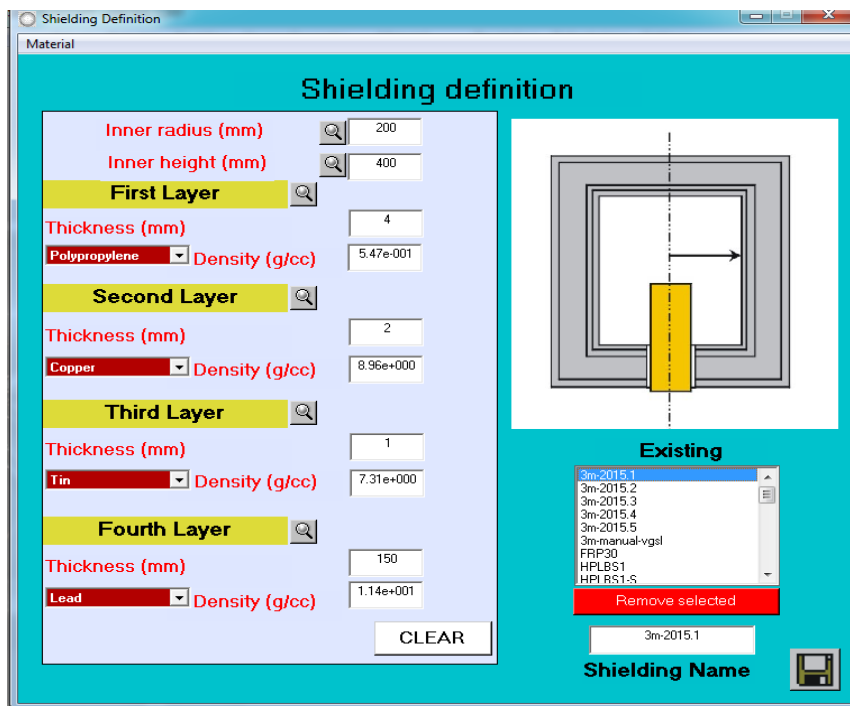 Shielding Definition
Material
Shielding definition
Inner radius (mm) 200
Inner height (mm) 400
First Layer
Thickness (mm) 4
Polypropylene Density (g/cc) 5.47e-001
Second Layer
Thickness (mm) 2
Copper Density (g/cc) 8.96e+000
Third Layer
Thickness (mm) 1
Tin Density (g/cc) 7.31e+000
Fourth Layer
Thickness (mm) 150
Lead Density (g/cc) 1.14e+001
CLEAR
Existing
3m-2015.1
3m-2015.2
3m-2015.3
3m-2015.4
3m-2015.5
3m-manual-vgsl
FRP30
HPLBS1
HPLBS1-S
Remove selected
3m-2015.1
Shielding Name